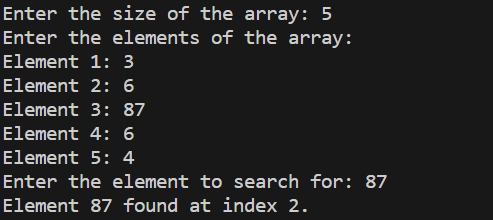 Enter the size of the array: 5
Enter the elements of the array:
Element 1: 3
Element 2: 6
Element 3: 87
Element 4: 6
Element 5: 4
Enter the element to search for: 87
Element 87 found at index 2.